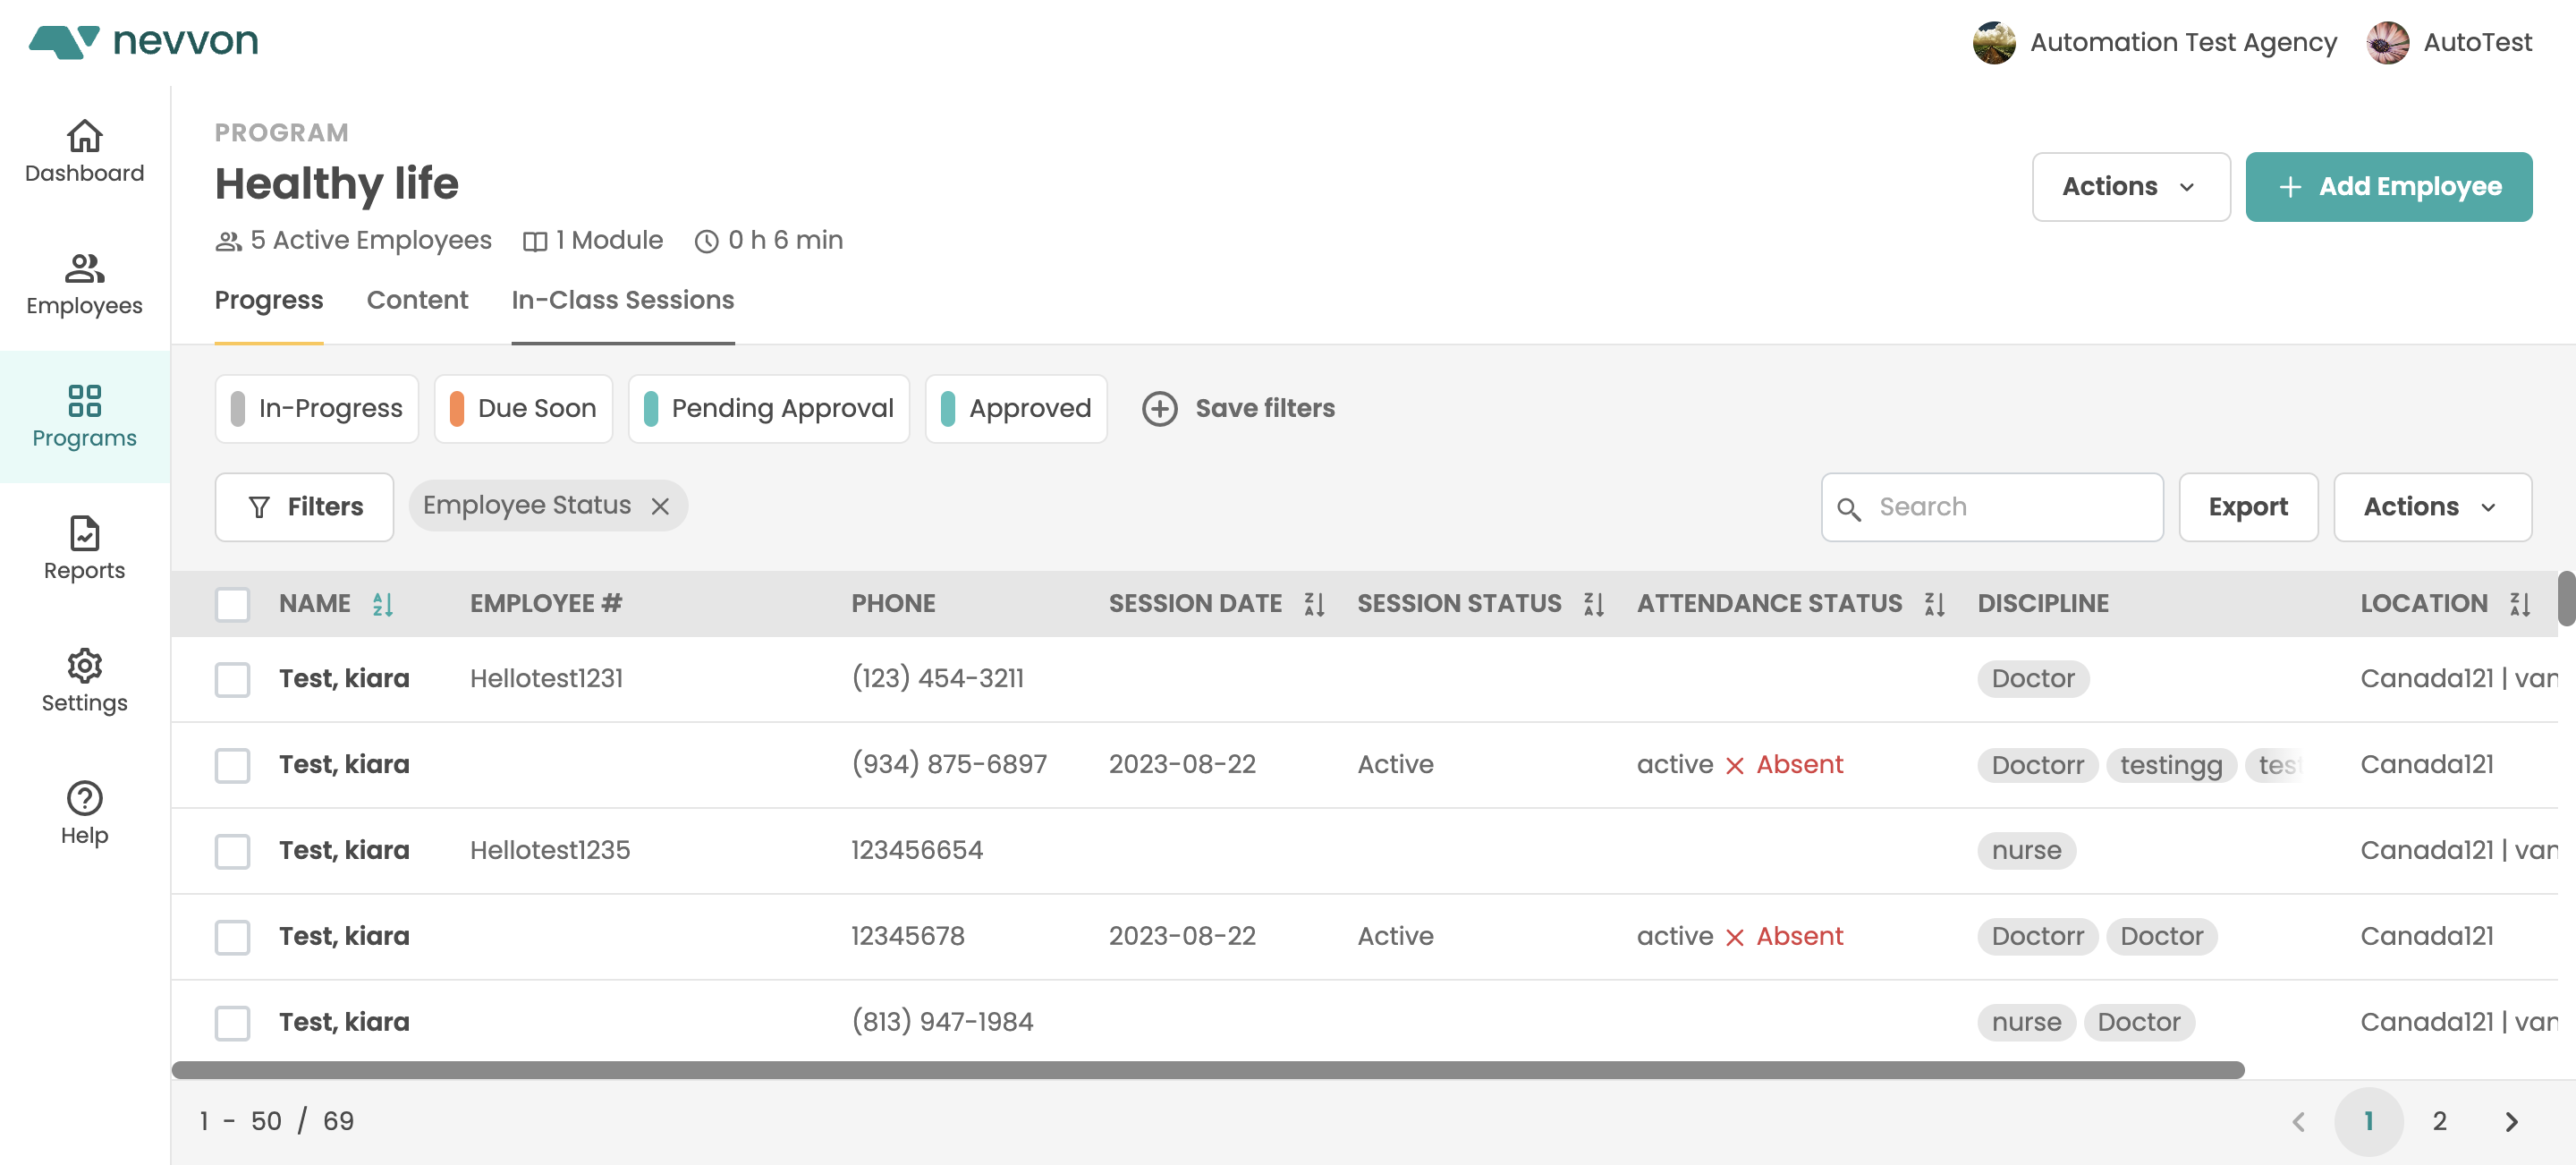 nevvon
Automation Test Agency
AutoTest
Dashboard
Employees
Programs
Reports
Settings
Help
PROGRAM
Healthy life
5 Active Employees 1 Module 0 h 6 min
Actions
+ Add Employee
Progress Content In-Class Sessions
In-Progress Due Soon Pending Approval Approved Save filters
Filters Employee Status Search Export Actions
NAME EMPLOYEE # PHONE SESSION DATE SESSION STATUS ATTENDANCE STATUS DISCIPLINE LOCATION
Test, kiara Hellotest1231 (123) 454-3211 Doctor Canada121 | van
Test, kiara (934) 875-6897 2023-08-22 Active active Absent Doctorr testingg test Canada121
Test, kiara Hellotest1235 123456654 nurse Canada121 | van
Test, kiara 12345678 2023-08-22 Active active Absent Doctorr Doctor Canada121
Test, kiara (813) 947-1984 nurse Doctor Canada121 | van
1 - 50 / 69
1 2